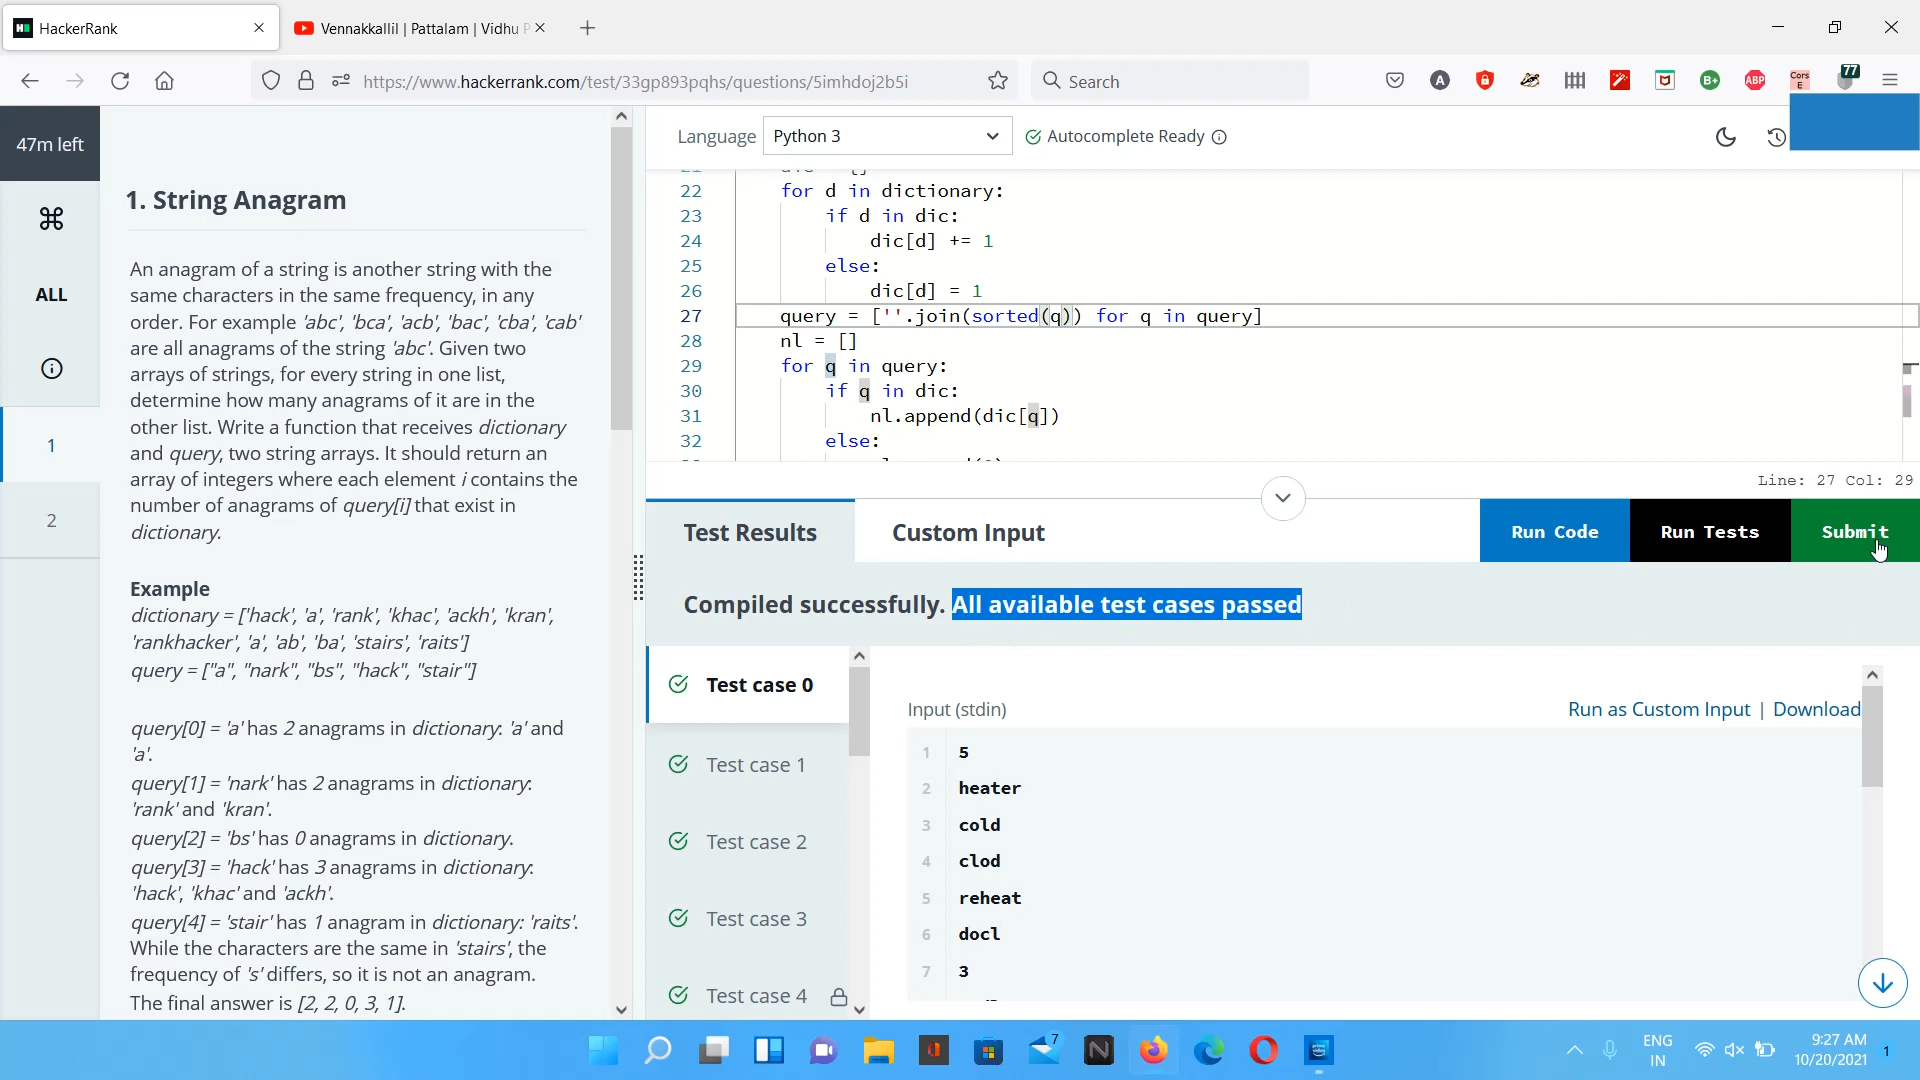 HackerRank
Vennakkallil | Pattalam | Vidhu P
https://www.hackerrank.com/test/33gp893pqhs/questions/5imhdoj2b5i
Search
77
47m left
ALL
1
2
1. String Anagram
An anagram of a string is another string with the
same characters in the same frequency, in any
order. For example 'abc', 'bca', 'acb', 'bac', 'cba', 'cab'
are all anagrams of the string 'abc'. Given two
arrays of strings, for every string in one list,
determine how many anagrams of it are in the
other list. Write a function that receives dictionary
and query, two string arrays. It should return an
array of integers where each element i contains the
number of anagrams of query[i] that exist in
dictionary.
Example
dictionary = ['hack', 'a', 'rank', 'khac', 'ackh', 'kran',
'rankhacker', 'a', 'ab', 'ba', 'stairs', 'raits']
query = ["a", "nark", "bs", "hack", "stair"]
query[0] = 'a' has 2 anagrams in dictionary: 'a' and
'a'.
query[1] = 'nark' has 2 anagrams in dictionary:
'rank' and 'kran'.
query[2] = 'bs' has 0 anagrams in dictionary.
query[3] = 'hack' has 3 anagrams in dictionary:
'hack', 'khac' and 'ackh'.
query[4] = 'stair' has 1 anagram in dictionary: 'raits'.
While the characters are the same in 'stairs', the
frequency of 's' differs, so it is not an anagram.
The final answer is [2, 2, 0, 3, 1].
Language Python 3 Autocomplete Ready
22 for d in dictionary:
23 if d in dic:
24 dic[d] += 1
25 else:
26 dic[d] = 1
27 query = [''.join(sorted(q)) for q in query]
28 nl = []
29 for q in query:
30 if q in dic:
31 nl.append(dic[q])
32 else:
Line: 27 Col: 29
Test Results Custom Input Run Code Run Tests Submit
Compiled successfully. All available test cases passed
Test case 0
Test case 1
Test case 2
Test case 3
Test case 4
Input (stdin) Run as Custom Input | Download
1 5
2 heater
3 cold
4 clod
5 reheat
6 docl
7 3
7
ENG
IN
9:27 AM
10/20/2021
1